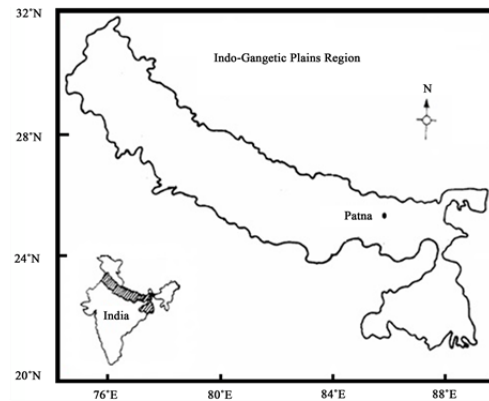 32°N
Indo-Gangetic Plains Region
N
28°N
Patna
24°N
India
20°N
76°E 80°E 84°E 88°E